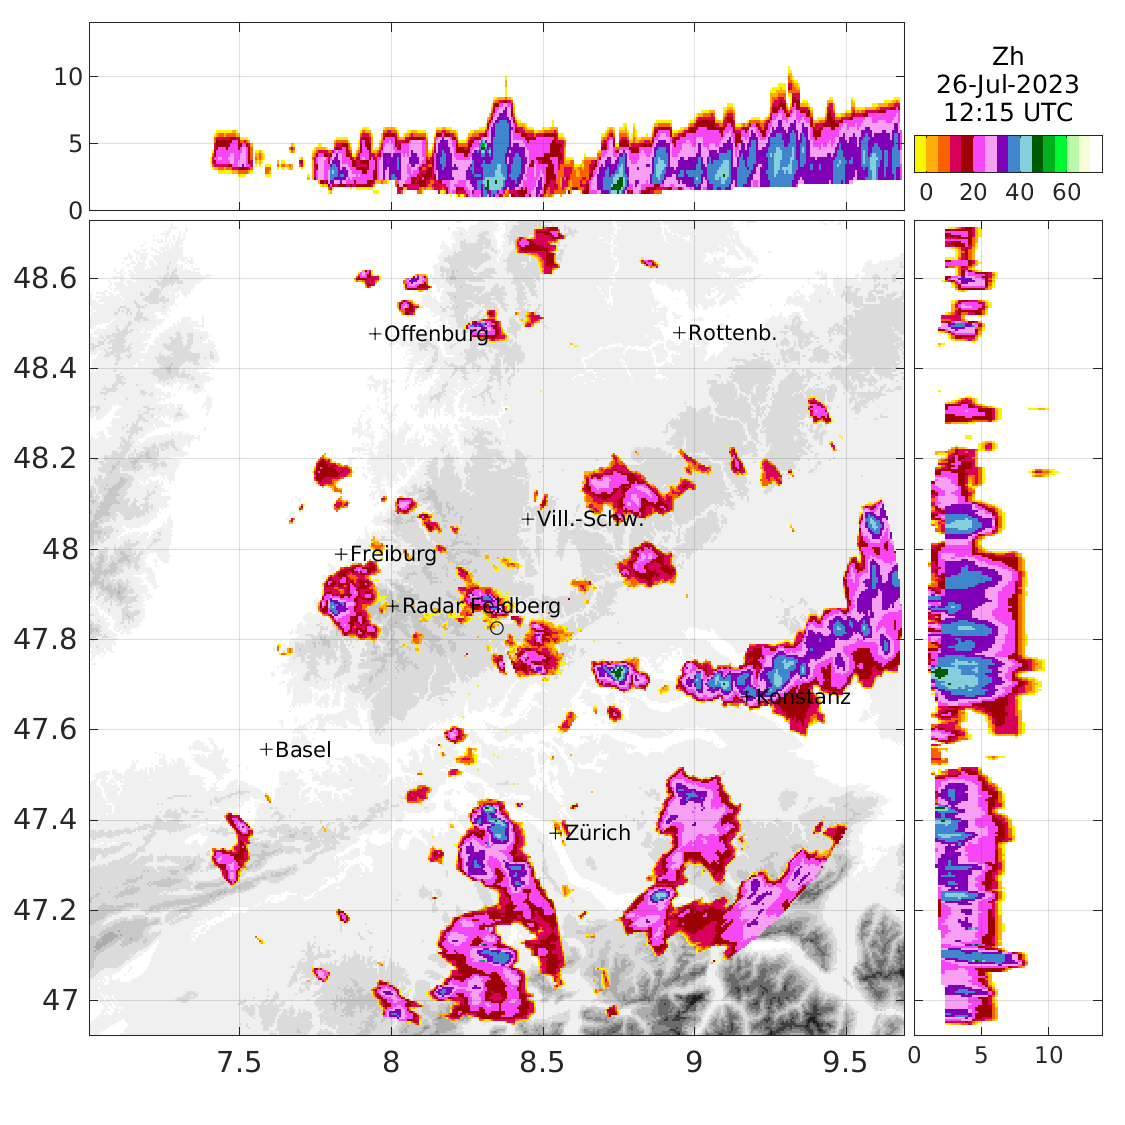 10
5
0
Zh
26-Jul-2023
12:15 UTC
0 20 40 60
48.6
48.4
48.2
48
47.8
47.6
47.4
47.2
47
+Offenburg
+Rottenb.
+Vill.-Schw.
+Freiburg
+Radar Feldberg
+Konstanz
+Basel
+Zürich
7.5 8 8.5 9 9.5
0 5 10